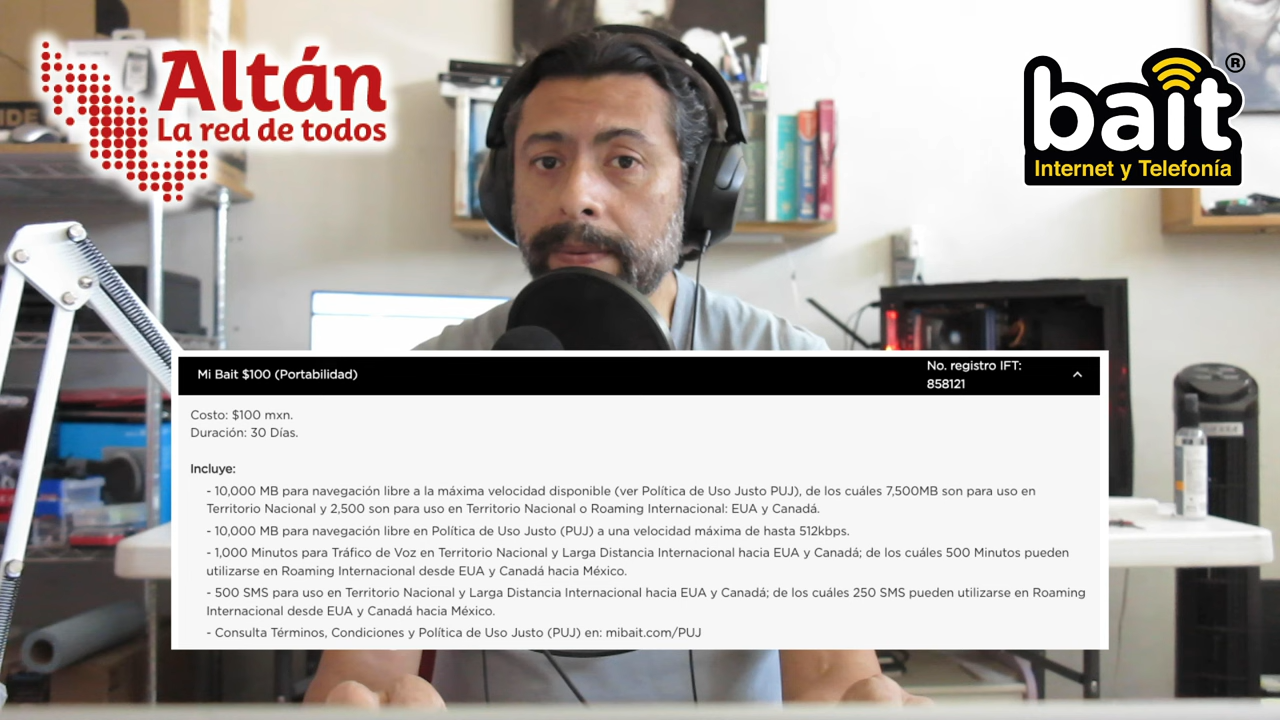 Altán
La red de todos
bait®
Internet y Telefonía
Mi Bait $100 (Portabilidad)
No. registro IFT:
858121
Costo: $100 mxn.
Duración: 30 Días.
Incluye:
- 10,000 MB para navegación libre a la máxima velocidad disponible (ver Política de Uso Justo PUJ), de los cuáles 7,500MB son para uso en
Territorio Nacional y 2,500 son para uso en Territorio Nacional o Roaming Internacional: EUA y Canadá.
- 10,000 MB para navegación libre en Política de Uso Justo (PUJ) a una velocidad máxima de hasta 512kbps.
- 1,000 Minutos para Tráfico de Voz en Territorio Nacional y Larga Distancia Internacional hacia EUA y Canadá; de los cuáles 500 Minutos pueden
utilizarse en Roaming Internacional desde EUA y Canadá hacia México.
- 500 SMS para uso en Territorio Nacional y Larga Distancia Internacional hacia EUA y Canadá; de los cuáles 250 SMS pueden utilizarse en Roaming
Internacional desde EUA y Canadá hacia México.
- Consulta Términos, Condiciones y Política de Uso Justo (PUJ) en: mibait.com/PUJ